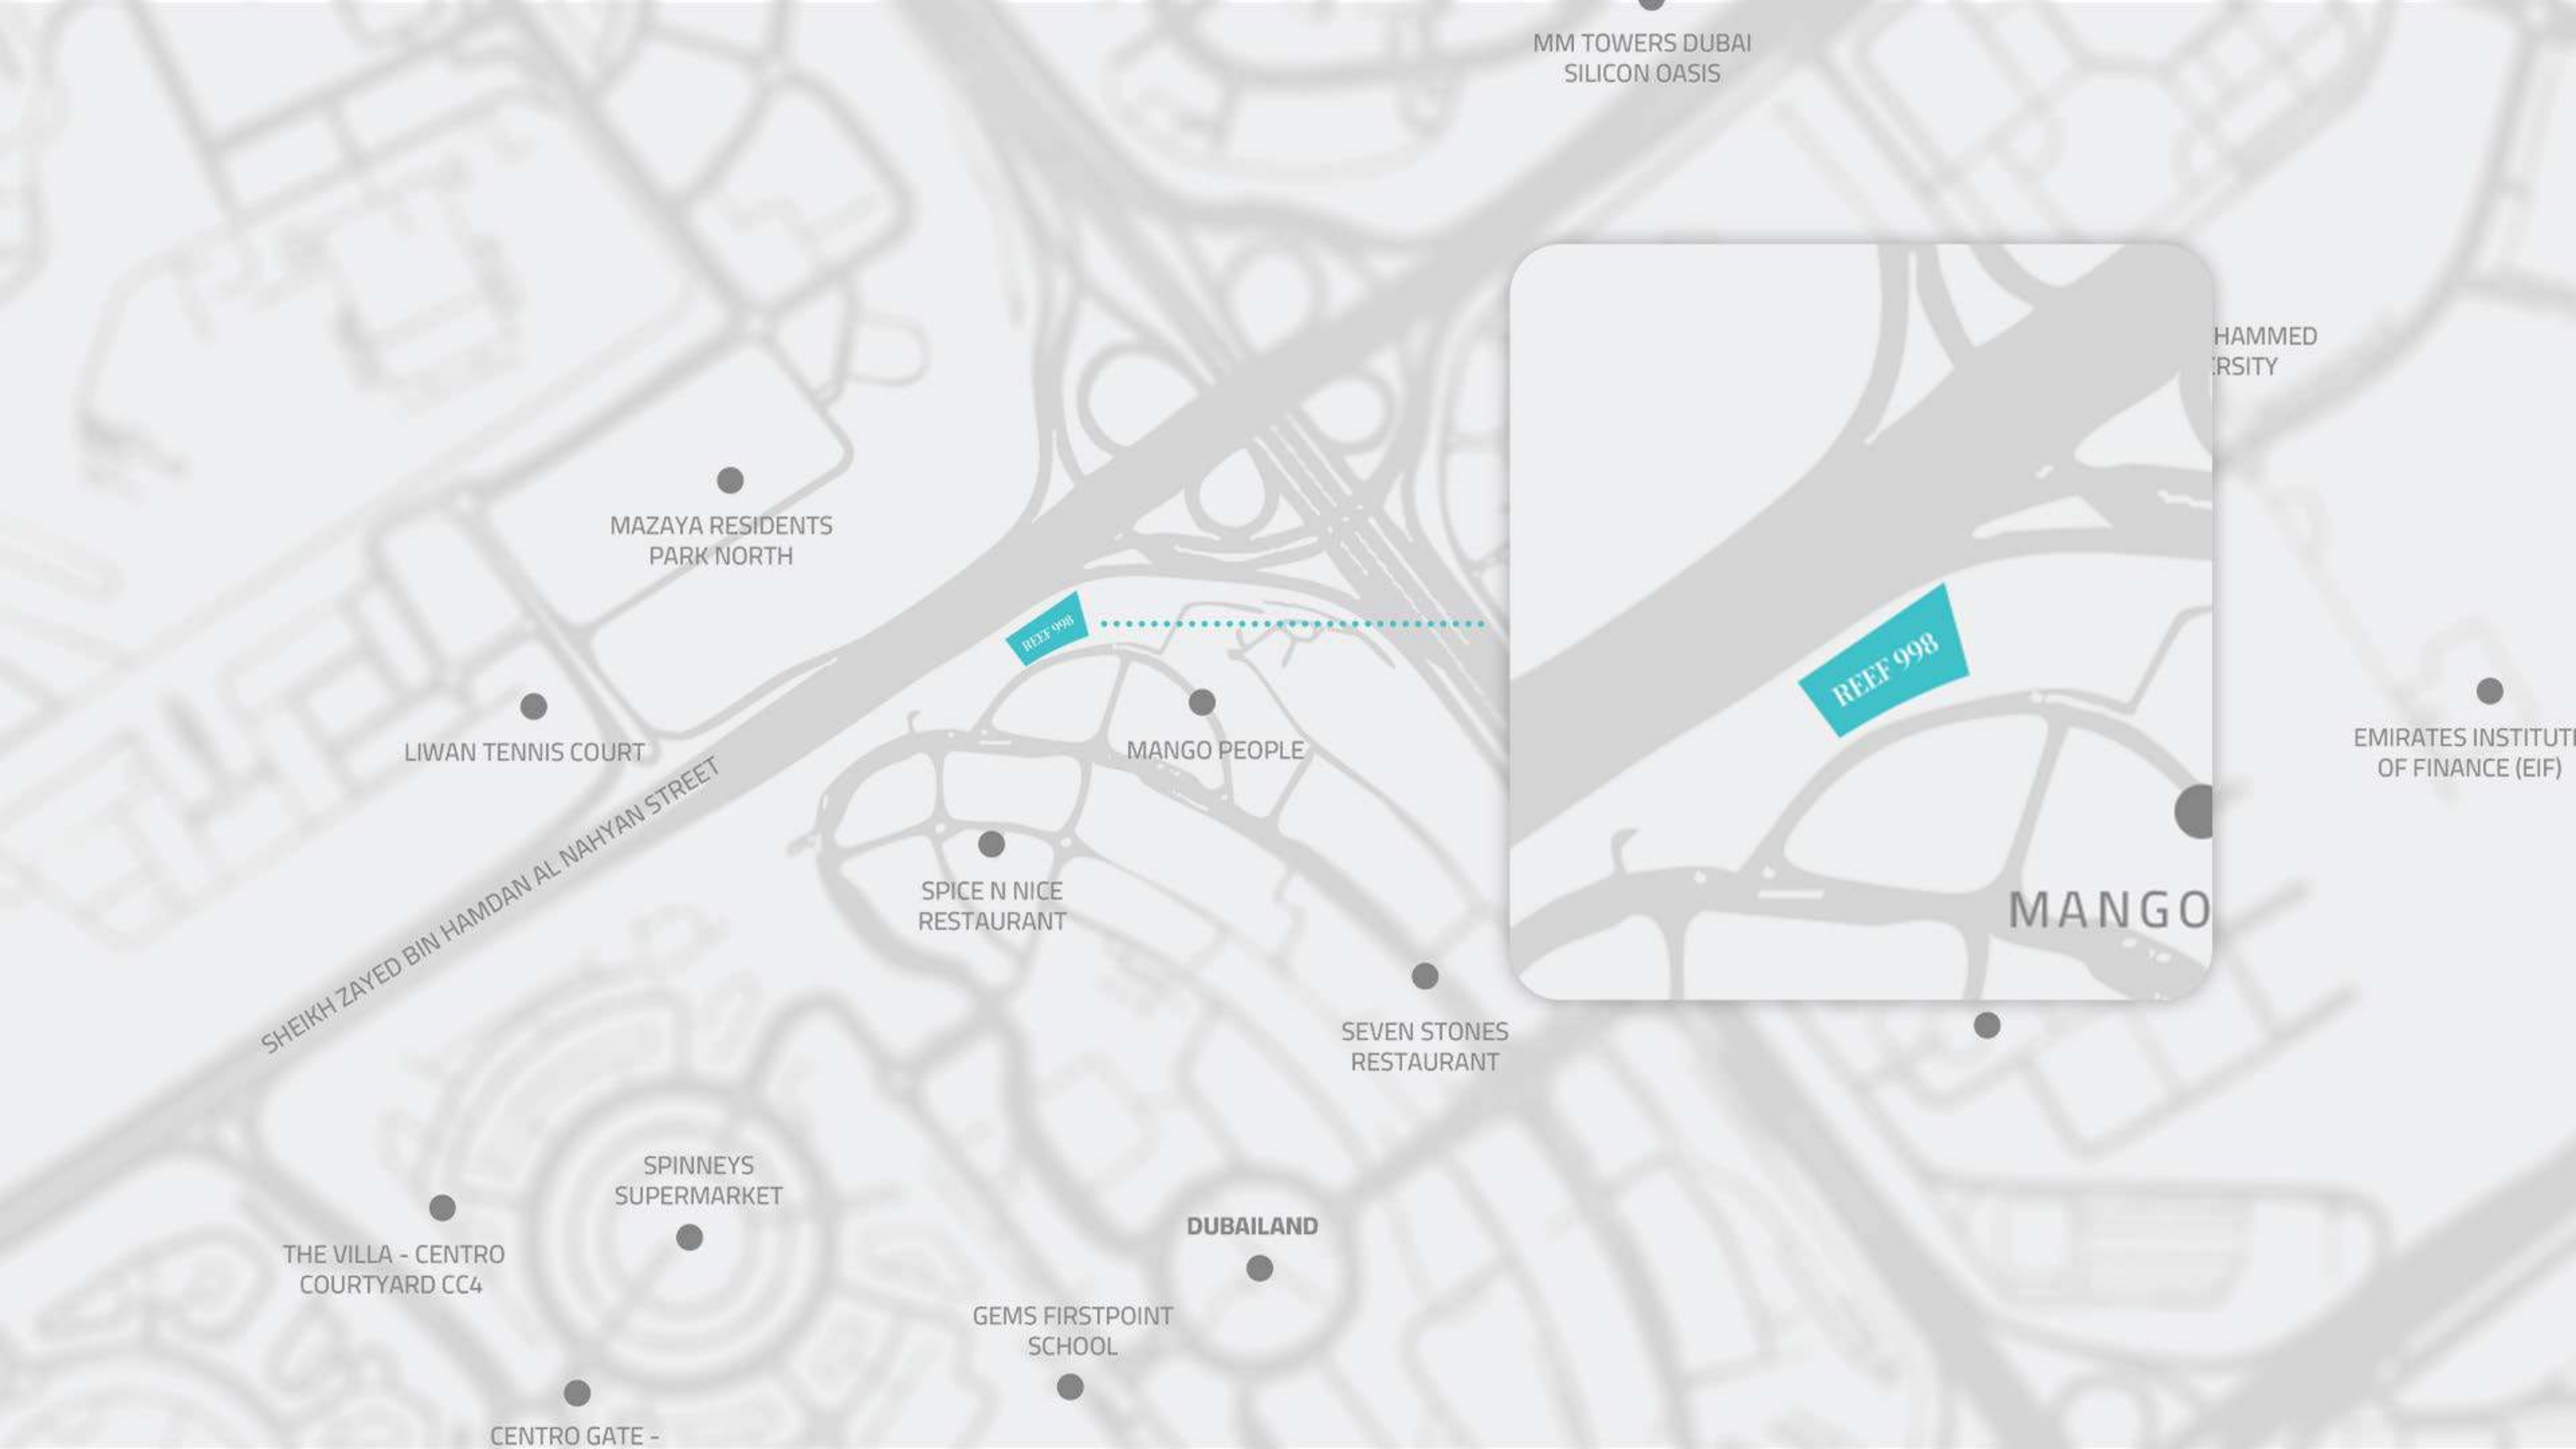 MM TOWERS DUBAI
SILICON OASIS
HAMMED
RSITY
MAZAYA RESIDENTS
PARK NORTH
REEF 998
REEF 998
LIWAN TENNIS COURT
MANGO PEOPLE
EMIRATES INSTITUTE
OF FINANCE (EIF)
SHEIKH ZAYED BIN HAMDAN AL NAHYAN STREET
SPICE N NICE
RESTAURANT
MANGO
SEVEN STONES
RESTAURANT
SPINNEYS
SUPERMARKET
DUBAILAND
THE VILLA - CENTRO
COURTYARD CC4
GEMS FIRSTPOINT
SCHOOL
CENTRO GATE -